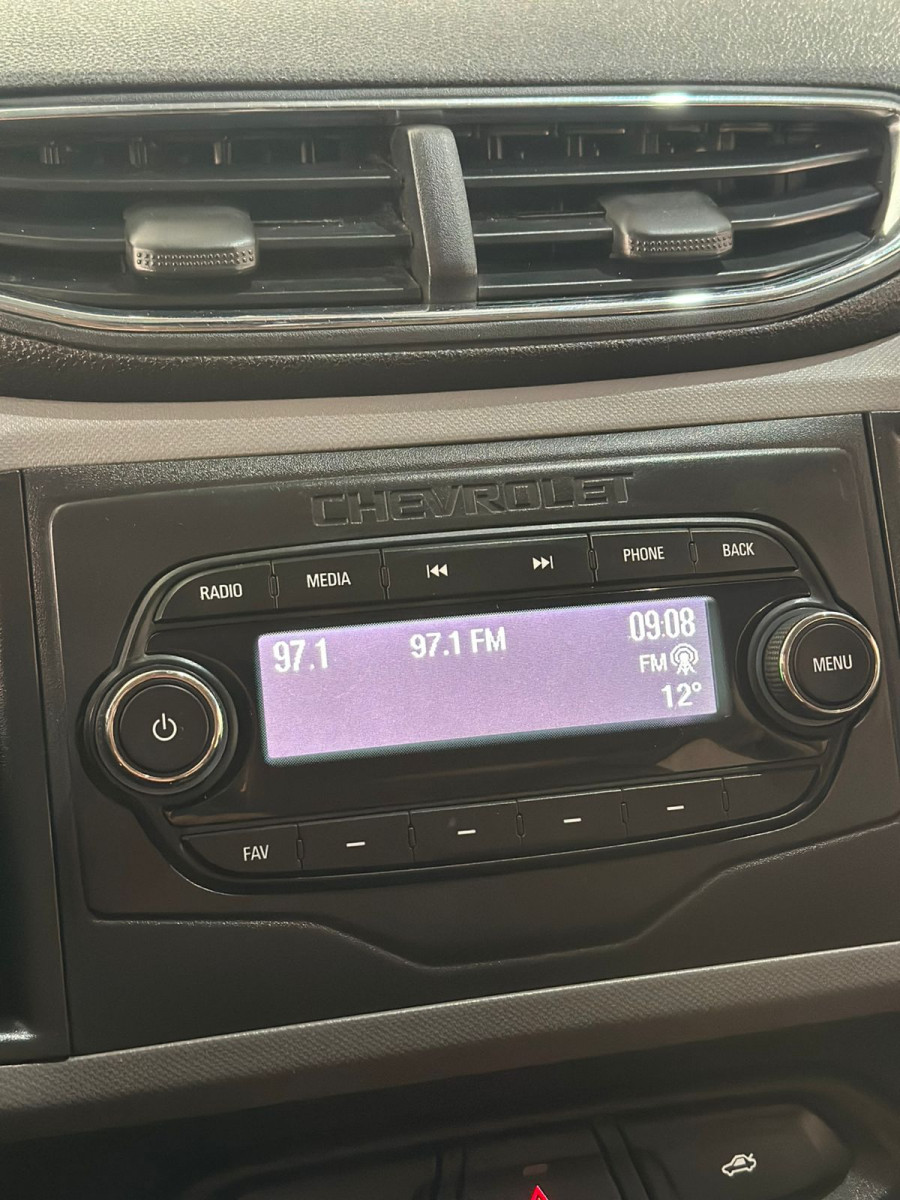 CHEVROLET
RADIO MEDIA PHONE BACK
97.1 97.1 FM 09:08
FM
12°
MENU
FAV